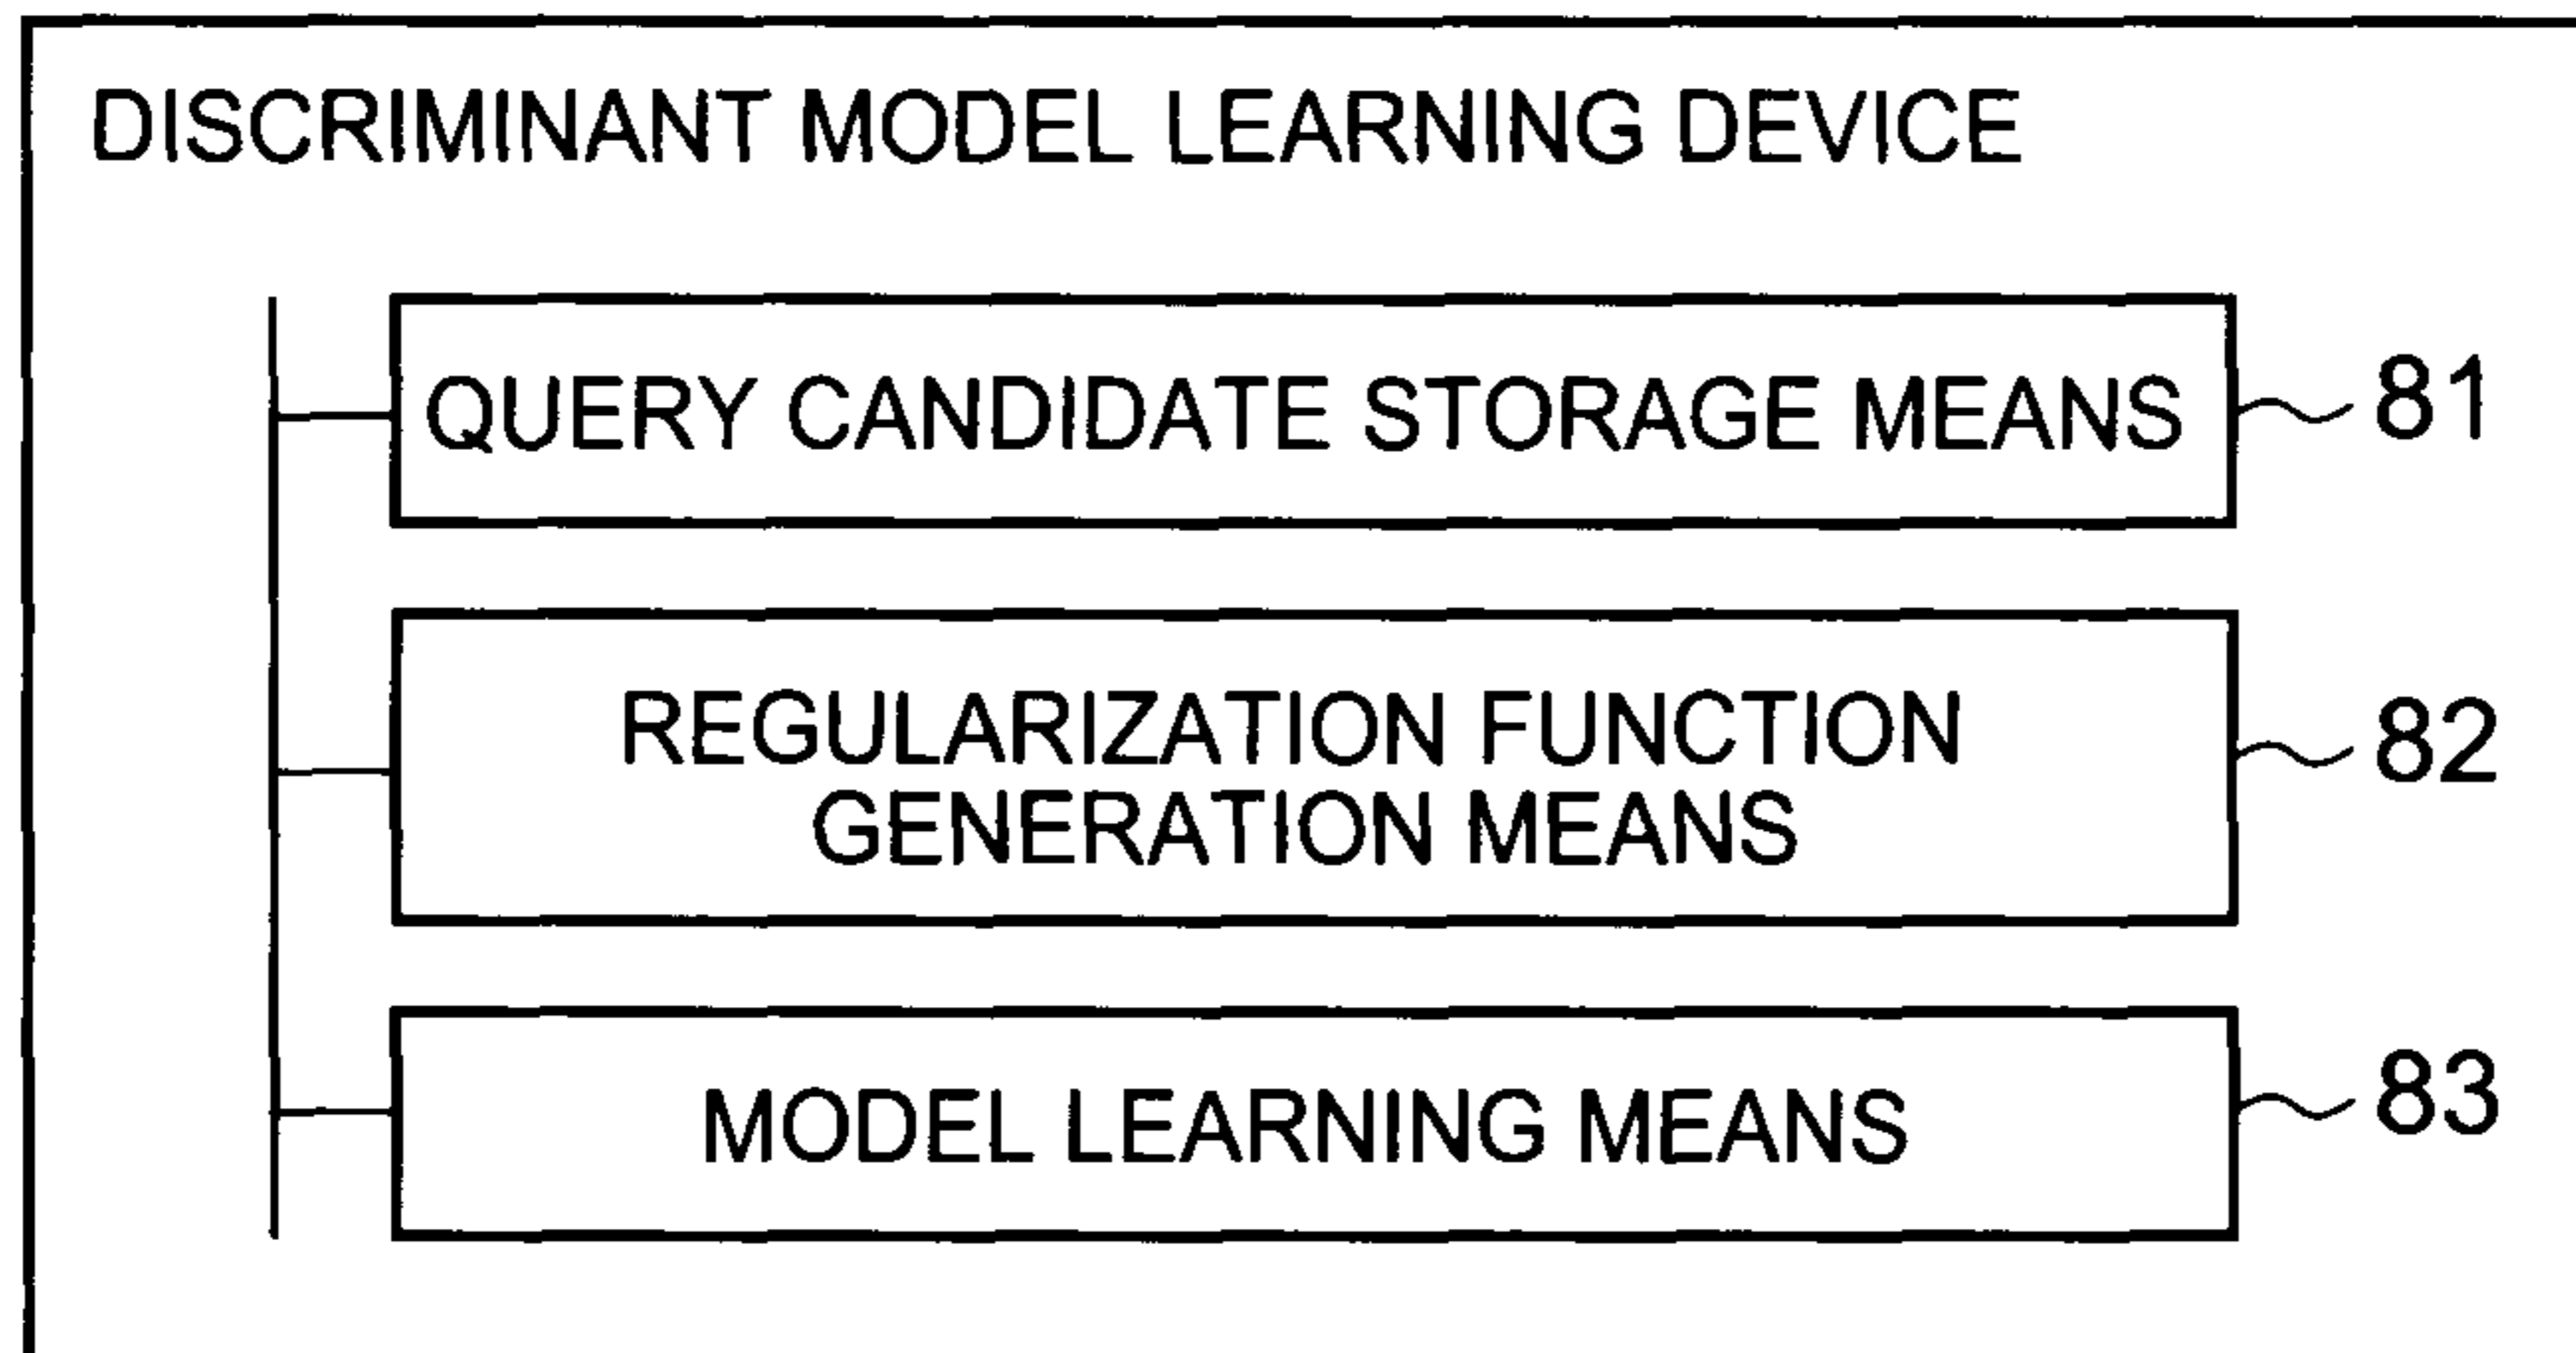 DISCRIMINANT MODEL LEARNING DEVICE
QUERY CANDIDATE STORAGE MEANS
81
REGULARIZATION FUNCTION
GENERATION MEANS
82
MODEL LEARNING MEANS
83